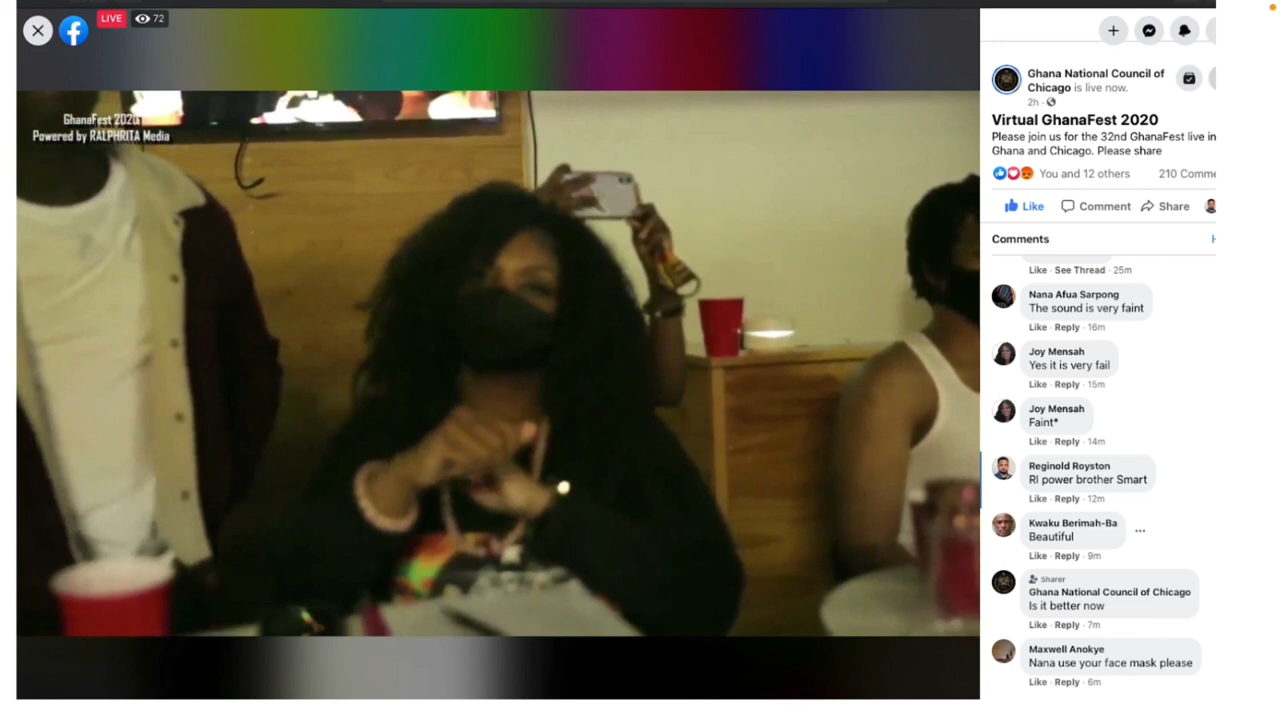 LIVE
72
GhanaFest 2020
Powered by RALPHRITA Media
Ghana National Council of
Chicago is live now.
2h ·
Virtual GhanaFest 2020
Please join us for the 32nd GhanaFest live in
Ghana and Chicago. Please share
You and 12 others
210 Comme
Like
Comment
Share
Comments
Like · See Thread · 25m
Nana Afua Sarpong
The sound is very faint
Like · Reply · 16m
Joy Mensah
Yes it is very fail
Like · Reply · 15m
Joy Mensah
Faint*
Like · Reply · 14m
Reginold Royston
RI power brother Smart
Like · Reply · 12m
Kwaku Berimah-Ba
Beautiful
Like · Reply · 9m
Sharer
Ghana National Council of Chicago
Is it better now
Like · Reply · 7m
Maxwell Anokye
Nana use your face mask please
Like · Reply · 6m